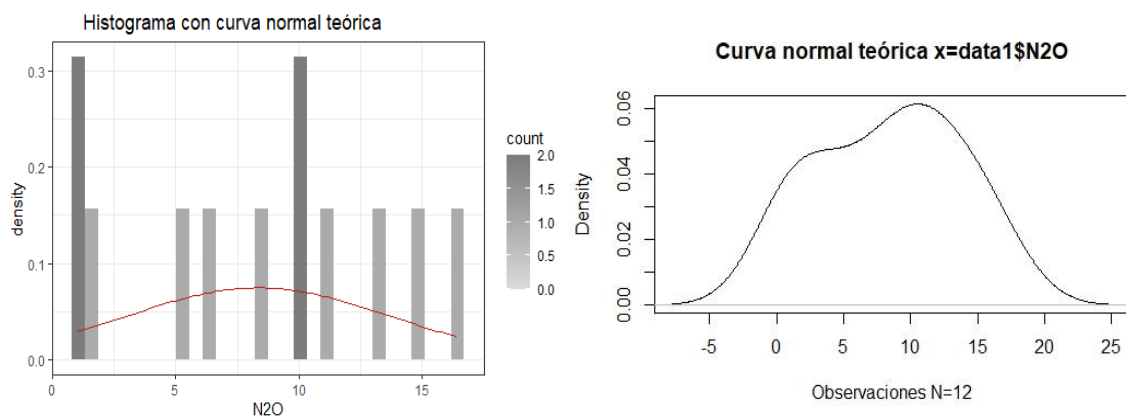 Histograma con curva normal teórica
0.3
0.2
0.1
0.0
density
0 5 10 15
N2O
count
2.0
1.5
1.0
0.5
0.0
Curva normal teórica x=data1$N2O
0.06
0.04
0.02
0.00
Density
-5 0 5 10 15 20 25
Observaciones N=12